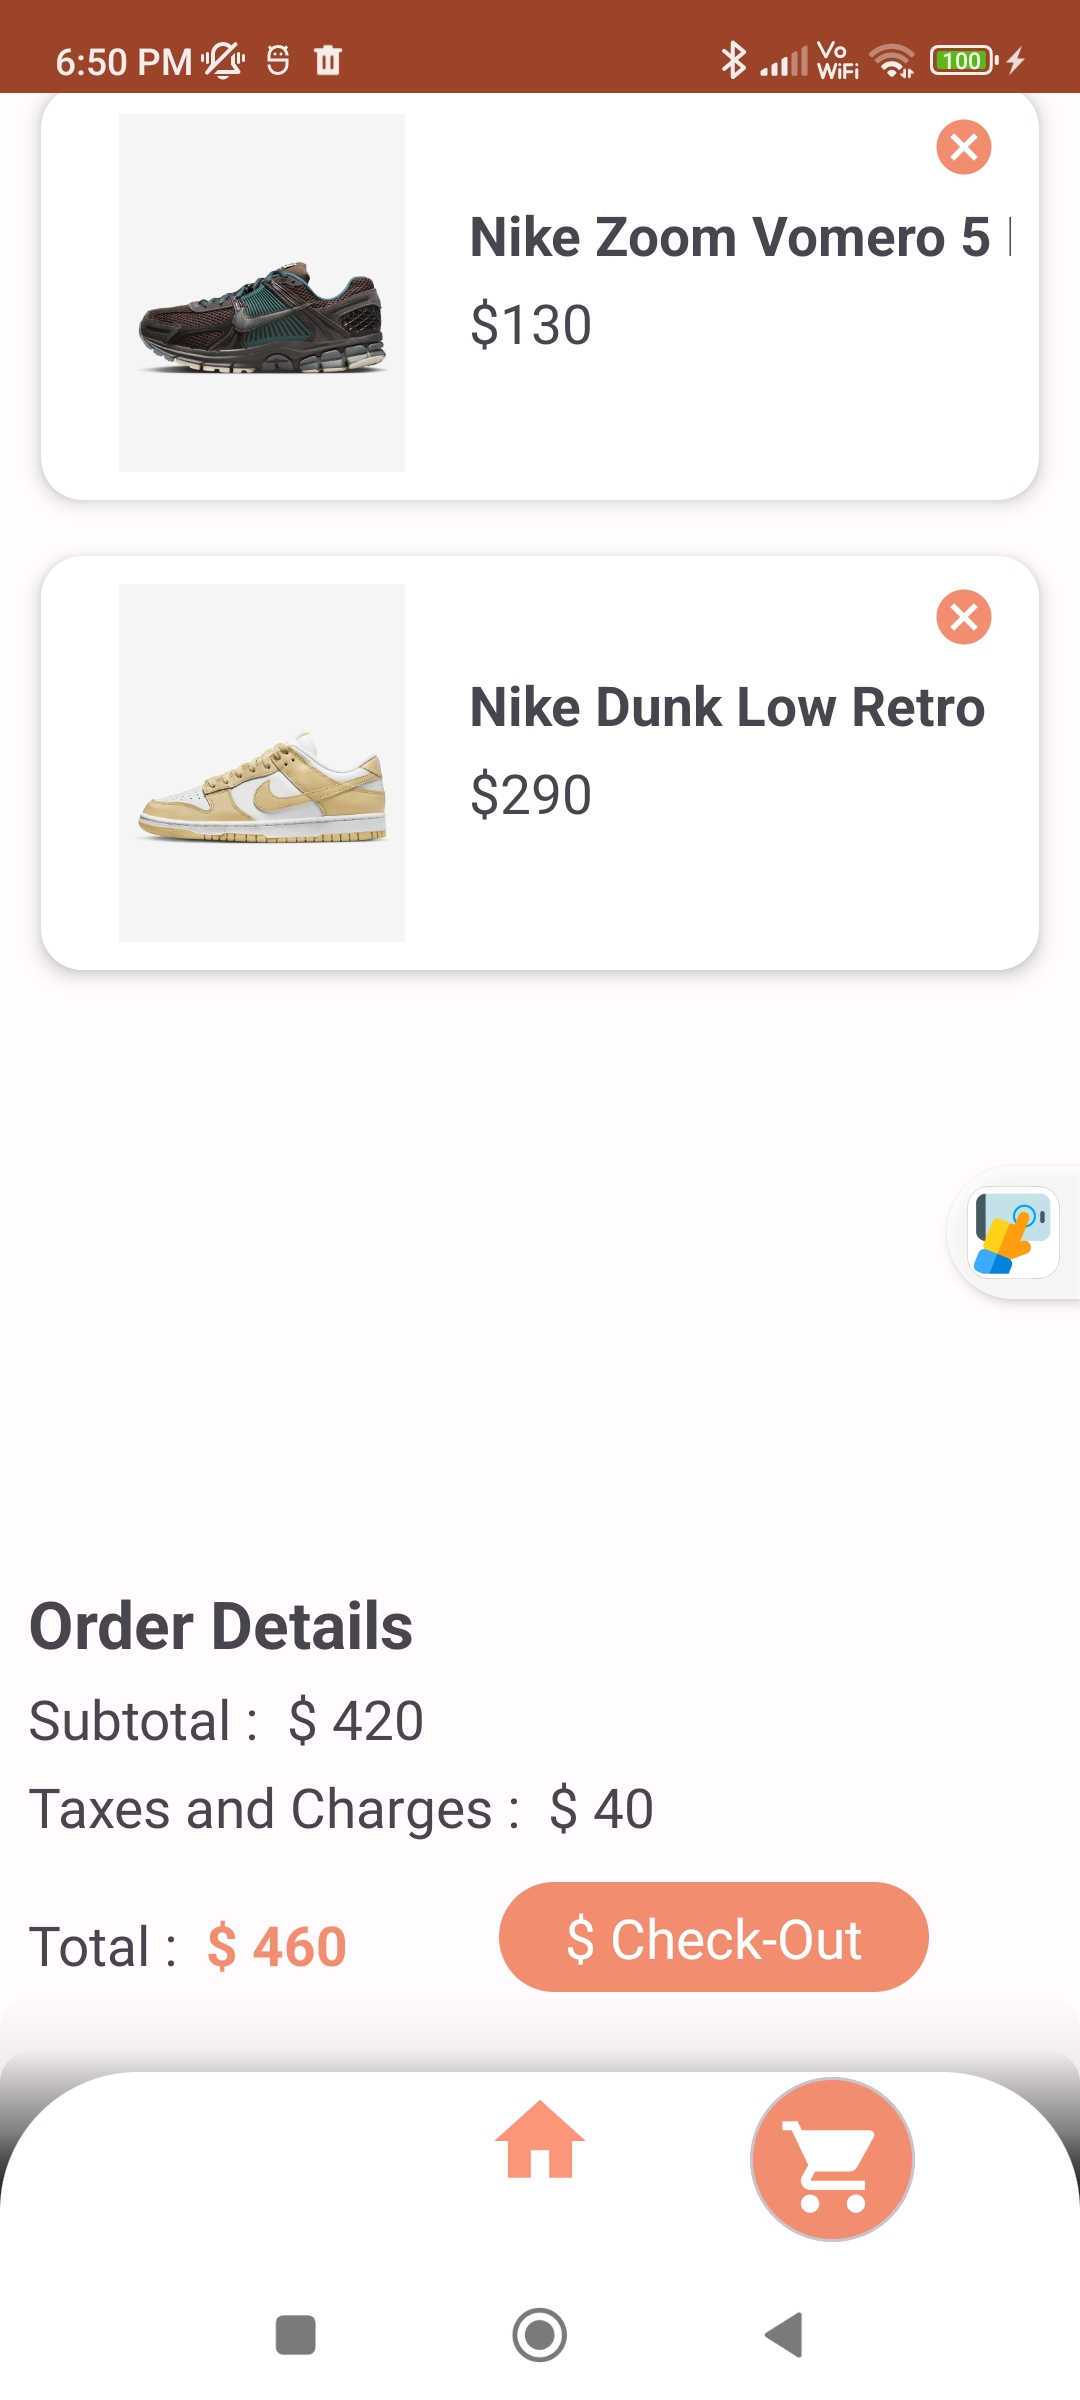 6:50 PM
Vo
WiFi
100
Nike Zoom Vomero 5
$130
Nike Dunk Low Retro
$290
Order Details
Subtotal : $ 420
Taxes and Charges : $ 40
Total : $ 460
$ Check-Out